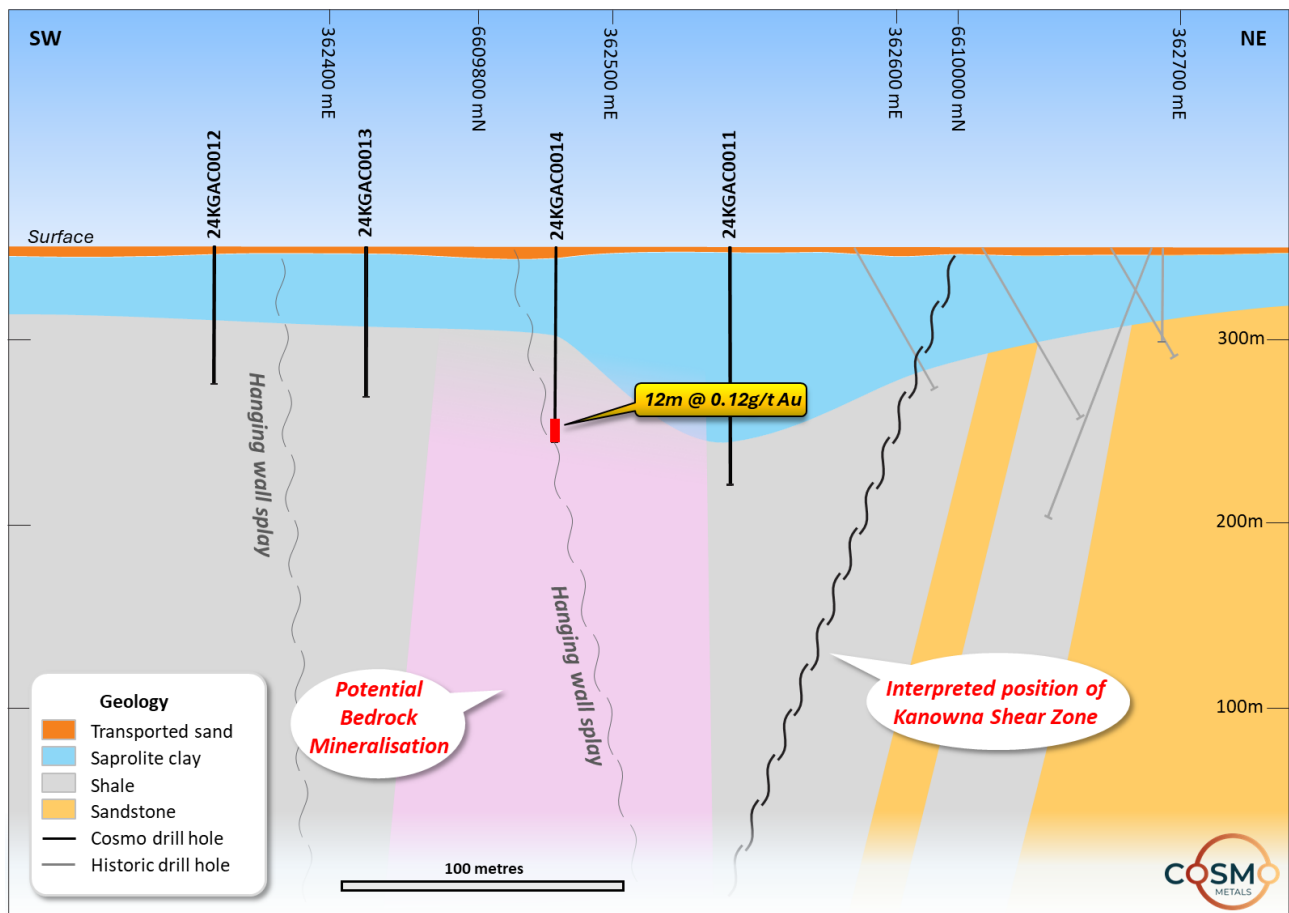 SW
NE
362400 mE
6609800 mN
362500 mE
362600 mE
6610000 mN
362700 mE
24KGAC0012
24KGAC0013
24KGAC0014
24KGAC0011
Surface
300m
12m @ 0.12g/t Au
Hanging wall splay
200m
Hanging wall splay
100m
Potential
Bedrock
Mineralisation
Interpreted position of
Kanowna Shear Zone
Geology
Transported sand
Saprolite clay
Shale
Sandstone
Cosmo drill hole
Historic drill hole
100 metres
COSMO
METALS